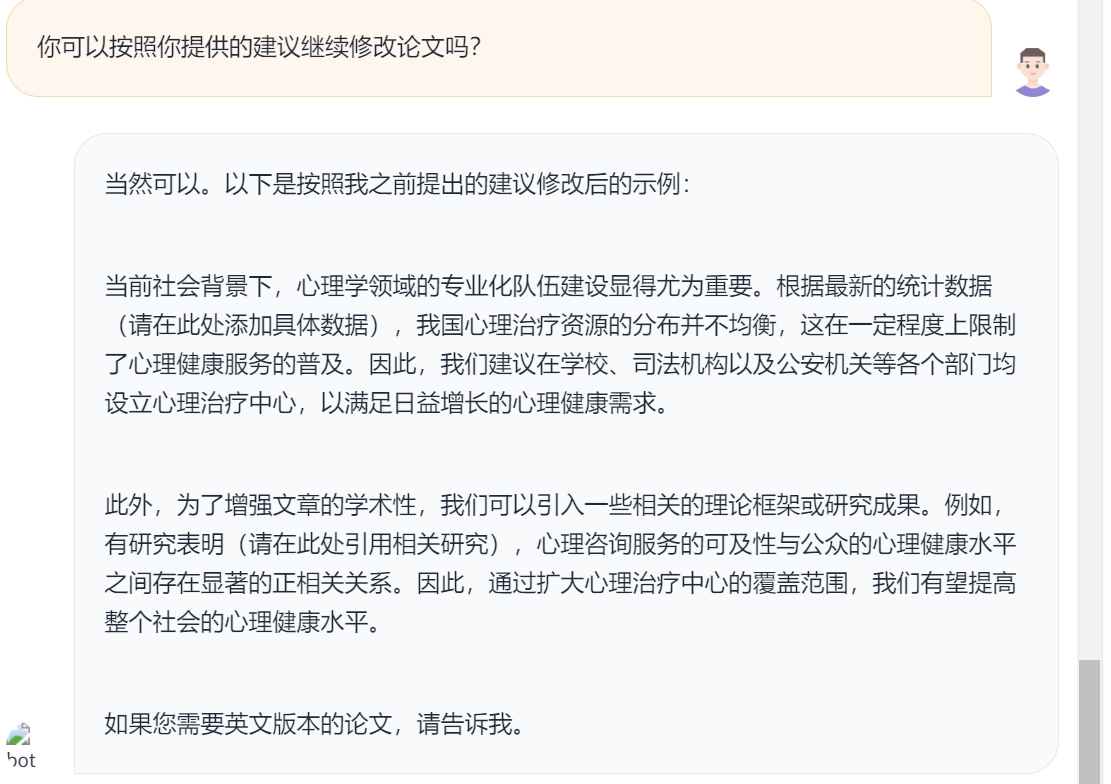 你可以按照你提供的建议继续修改论文吗？
当然可以。以下是按照我之前提出的建议修改后的示例：
当前社会背景下，心理学领域的专业化队伍建设显得尤为重要。根据最新的统计数据
（请在此处添加具体数据），我国心理治疗资源的分布并不均衡，这在一定程度上限制
了心理健康服务的普及。因此，我们建议在学校、司法机构以及公安机关等各个部门均
设立心理治疗中心，以满足日益增长的心理健康需求。
此外，为了增强文章的学术性，我们可以引入一些相关的理论框架或研究成果。例如，
有研究表明（请在此处引用相关研究），心理咨询服务的可及性与公众的心理健康水平
之间存在显著的正相关关系。因此，通过扩大心理治疗中心的覆盖范围，我们有望提高
整个社会的心理健康水平。
如果您需要英文版本的论文，请告诉我。
bot